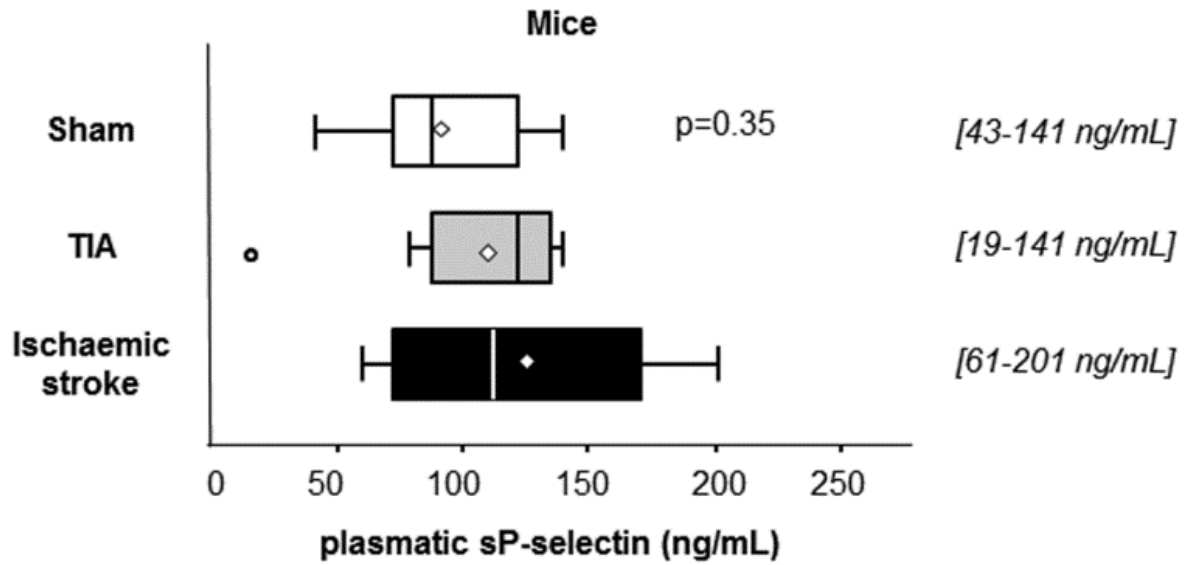 Mice
Sham
p=0.35
[43-141 ng/mL]
TIA
[19-141 ng/mL]
Ischaemic
stroke
[61-201 ng/mL]
0 50 100 150 200 250
plasmatic sP-selectin (ng/mL)